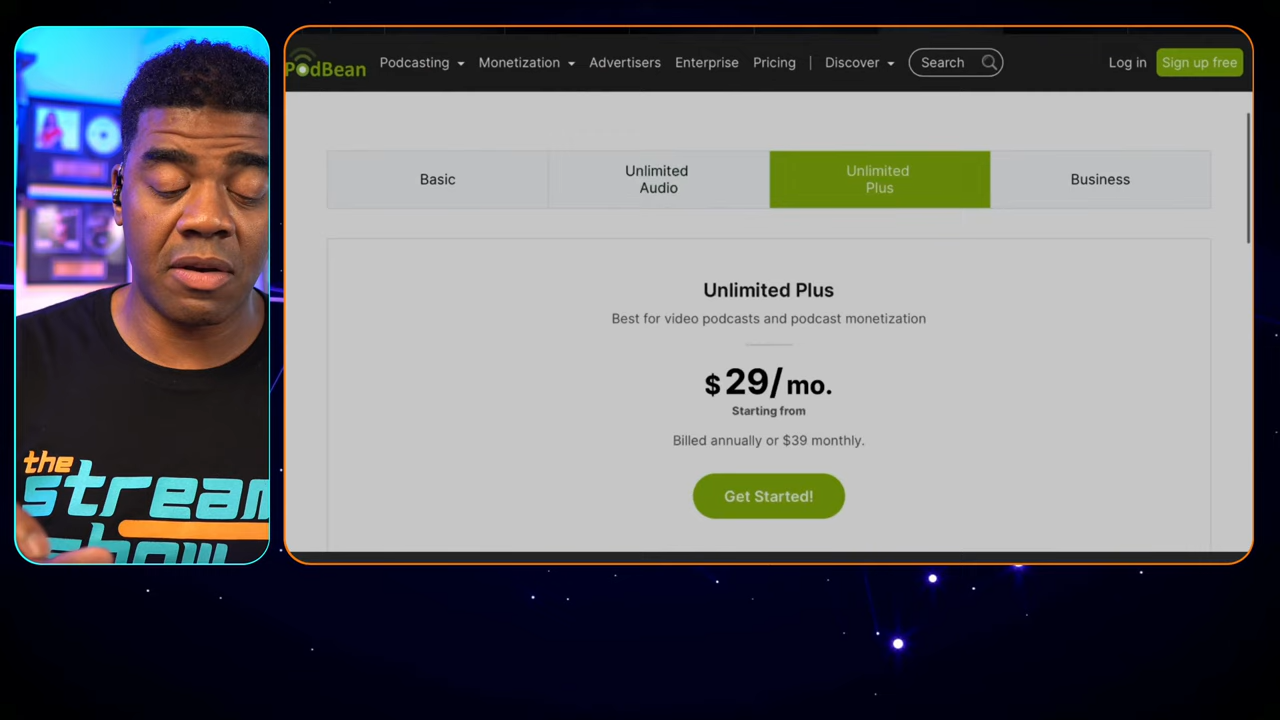 PodBean
Podcasting
Monetization
Advertisers
Enterprise
Pricing
|
Discover
Search
Log in
Sign up free
Basic
Unlimited
Audio
Unlimited
Plus
Business
Unlimited Plus
Best for video podcasts and podcast monetization
$29/mo.
Starting from
Billed annually or $39 monthly.
Get Started!
the
stream
show